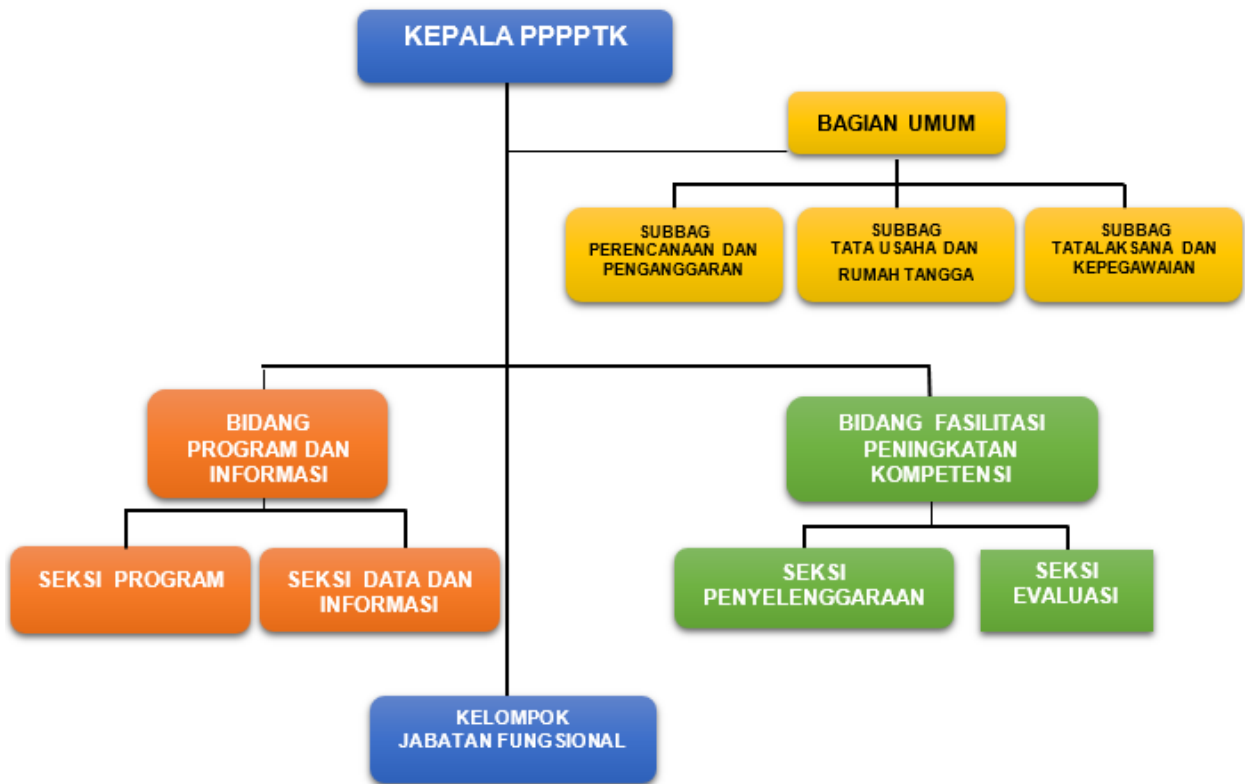 KEPALA PPPPTK
BAGIAN UMUM
SUBBAG
PERENCANAAN DAN
PENGANGGARAN
SUBBAG
TATA USAHA DAN
RUMAH TANGGA
SUBBAG
TATALAKSANA DAN
KEPEGAWAIAN
BIDANG
PROGRAM DAN
INFORMASI
BIDANG FASILITASI
PENINGKATAN
KOMPETENSI
SEKSI PROGRAM
SEKSI DATA DAN
INFORMASI
SEKSI
PENYELENGGARAAN
SEKSI
EVALUASI
KELOMPOK
JABATAN FUNGSIONAL